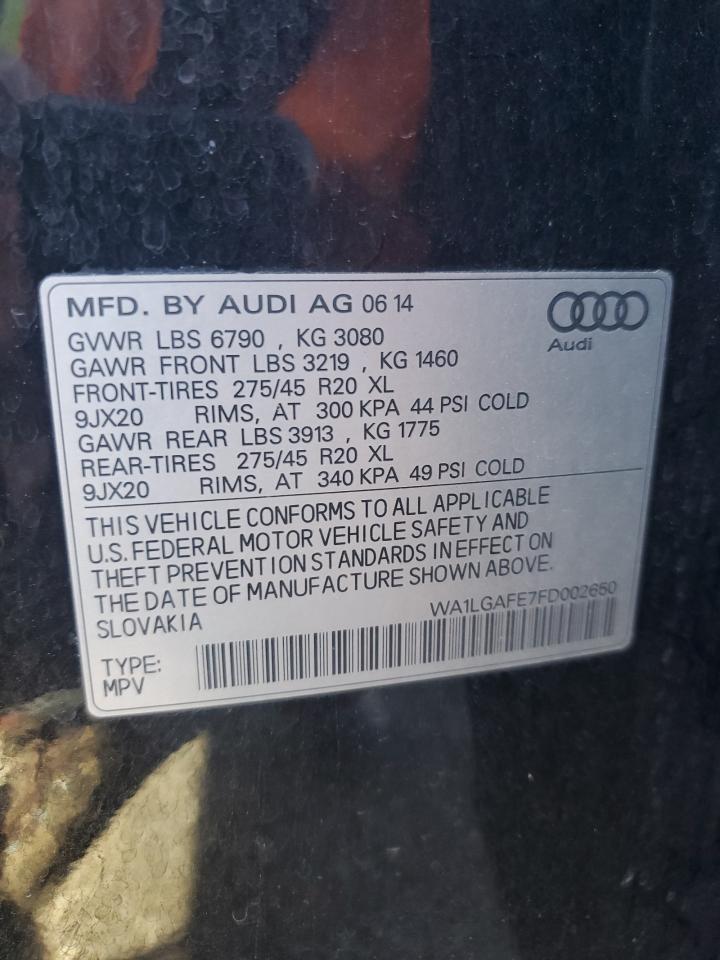 MFD. BY AUDI AG 06 14
Audi
GVWR LBS 6790 , KG 3080
GAWR FRONT LBS 3219 , KG 1460
FRONT-TIRES 275/45 R20 XL
9JX20 RIMS, AT 300 KPA 44 PSI COLD
GAWR REAR LBS 3913 , KG 1775
REAR-TIRES 275/45 R20 XL
9JX20 RIMS, AT 340 KPA 49 PSI COLD
THIS VEHICLE CONFORMS TO ALL APPLICABLE
U.S. FEDERAL MOTOR VEHICLE SAFETY AND
THEFT PREVENTION STANDARDS IN EFFECT ON
THE DATE OF MANUFACTURE SHOWN ABOVE.
SLOVAKIA WA1LGAFE7FD002650
TYPE:
MPV